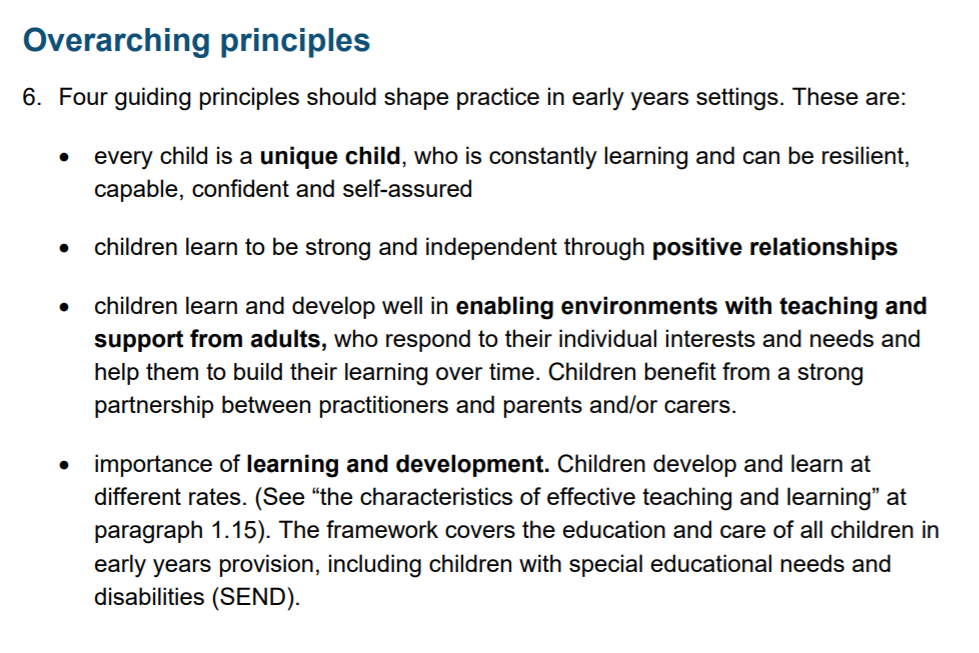 Overarching principles
6. Four guiding principles should shape practice in early years settings. These are:
• every child is a unique child, who is constantly learning and can be resilient,
capable, confident and self-assured
• children learn to be strong and independent through positive relationships
• children learn and develop well in enabling environments with teaching and
support from adults, who respond to their individual interests and needs and
help them to build their learning over time. Children benefit from a strong
partnership between practitioners and parents and/or carers.
• importance of learning and development. Children develop and learn at
different rates. (See “the characteristics of effective teaching and learning” at
paragraph 1.15). The framework covers the education and care of all children in
early years provision, including children with special educational needs and
disabilities (SEND).